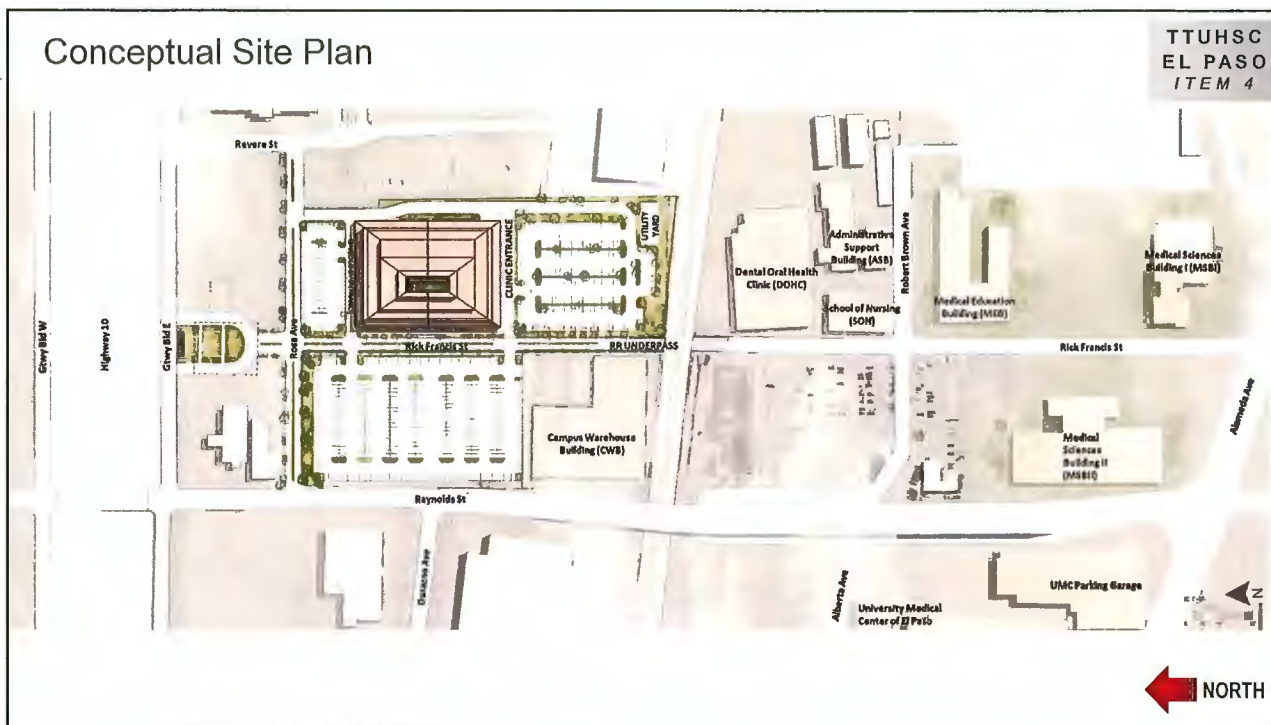 Conceptual Site Plan
TTUHSC
EL PASO
ITEM 4
Revere St
CLINIC ENTRANCE
UTILITY
YARD
Gtwy Bld W
Highway 10
Gtwy Bld E
Rosa Ave
Rick Francis St
RR UNDERPASS
Dental Oral Health
Clinic (DOHC)
Administrative
Support
Building (ASB)
School of Nursing
(SON)
Robert Brown Ave
Medical Education
Building (MEB)
Medical Sciences
Building I (MSBI)
Rick Francis St
Alameda Ave
Campus Warehouse
Building (CWB)
Medical
Sciences
Building II
(MSBII)
Raynolds St
Alberta Ave
University Medical
Center of El Paso
UMC Parking Garage
N
NORTH